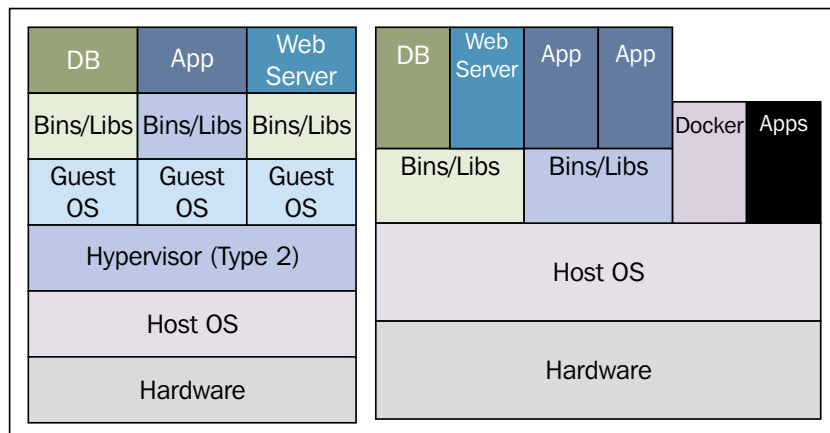 DB
App
Web
Server
Bins/Libs
Bins/Libs
Bins/Libs
Guest
OS
Guest
OS
Guest
OS
Hypervisor (Type 2)
Host OS
Hardware
DB
Web
Server
App
App
Docker
Apps
Bins/Libs
Bins/Libs
Host OS
Hardware